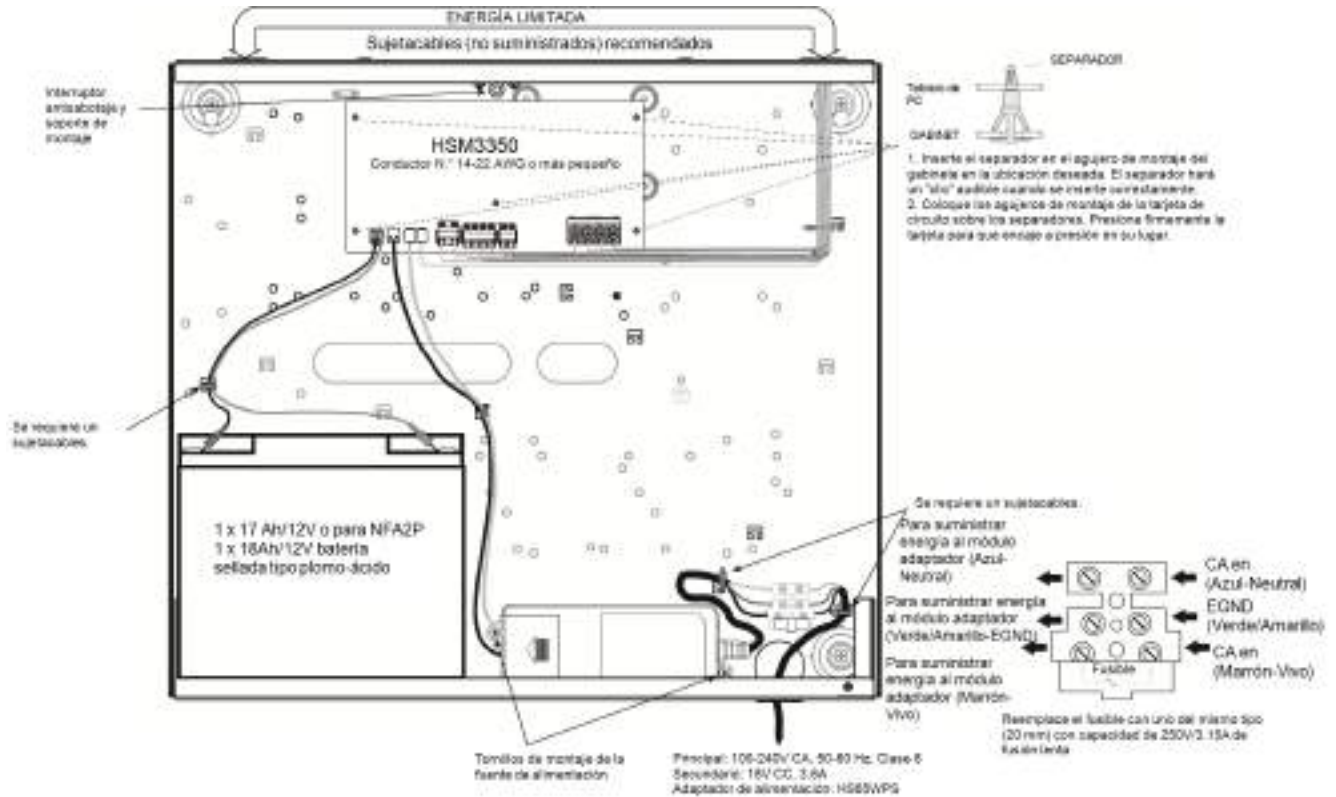 ENERGÍA LIMITADA
Sujetacables (no suministrados) recomendados
Interruptor
antisabotaje y
soporte de
montaje
HSM3350
Conductor N.° 14-22 AWG o más pequeño
SEPARADOR
Tablero de
PC
GABINET
1. Inserte el separador en el agujero de montaje del
gabinete en la ubicación deseada. El separador hará
un "clic" audible cuando se inserte correctamente.
2. Coloque los agujeros de montaje de la tarjeta de
circuito sobre los separadores. Presione firmemente la
tarjeta para que encaje a presión en su lugar.
Se requiere un
sujetacables.
1 x 17 Ah/12V o para NFA2P
1 x 18Ah/12V batería
sellada tipo plomo-ácido
Se requiere un sujetacables.
Para suministrar
energía al módulo
adaptador (Azul-
Neutral)
Para suministrar energía
al módulo adaptador
(Verde/Amarillo-EGND)
Para suministrar
energía al módulo
adaptador (Marrón-
Vivo)
CA en
(Azul-Neutral)
EGND
(Verde/Amarillo)
CA en
(Marrón-Vivo)
Fusible
Reemplace el fusible con uno del mismo tipo
(20 mm) con capacidad de 250V/3.15A de
fusión lenta
Tornillos de montaje de la
fuente de alimentación
Principal: 100-240V CA, 50-60 Hz, Clase II
Secundario: 18V CC, 3.6A
Adaptador de alimentación: HS65WPS